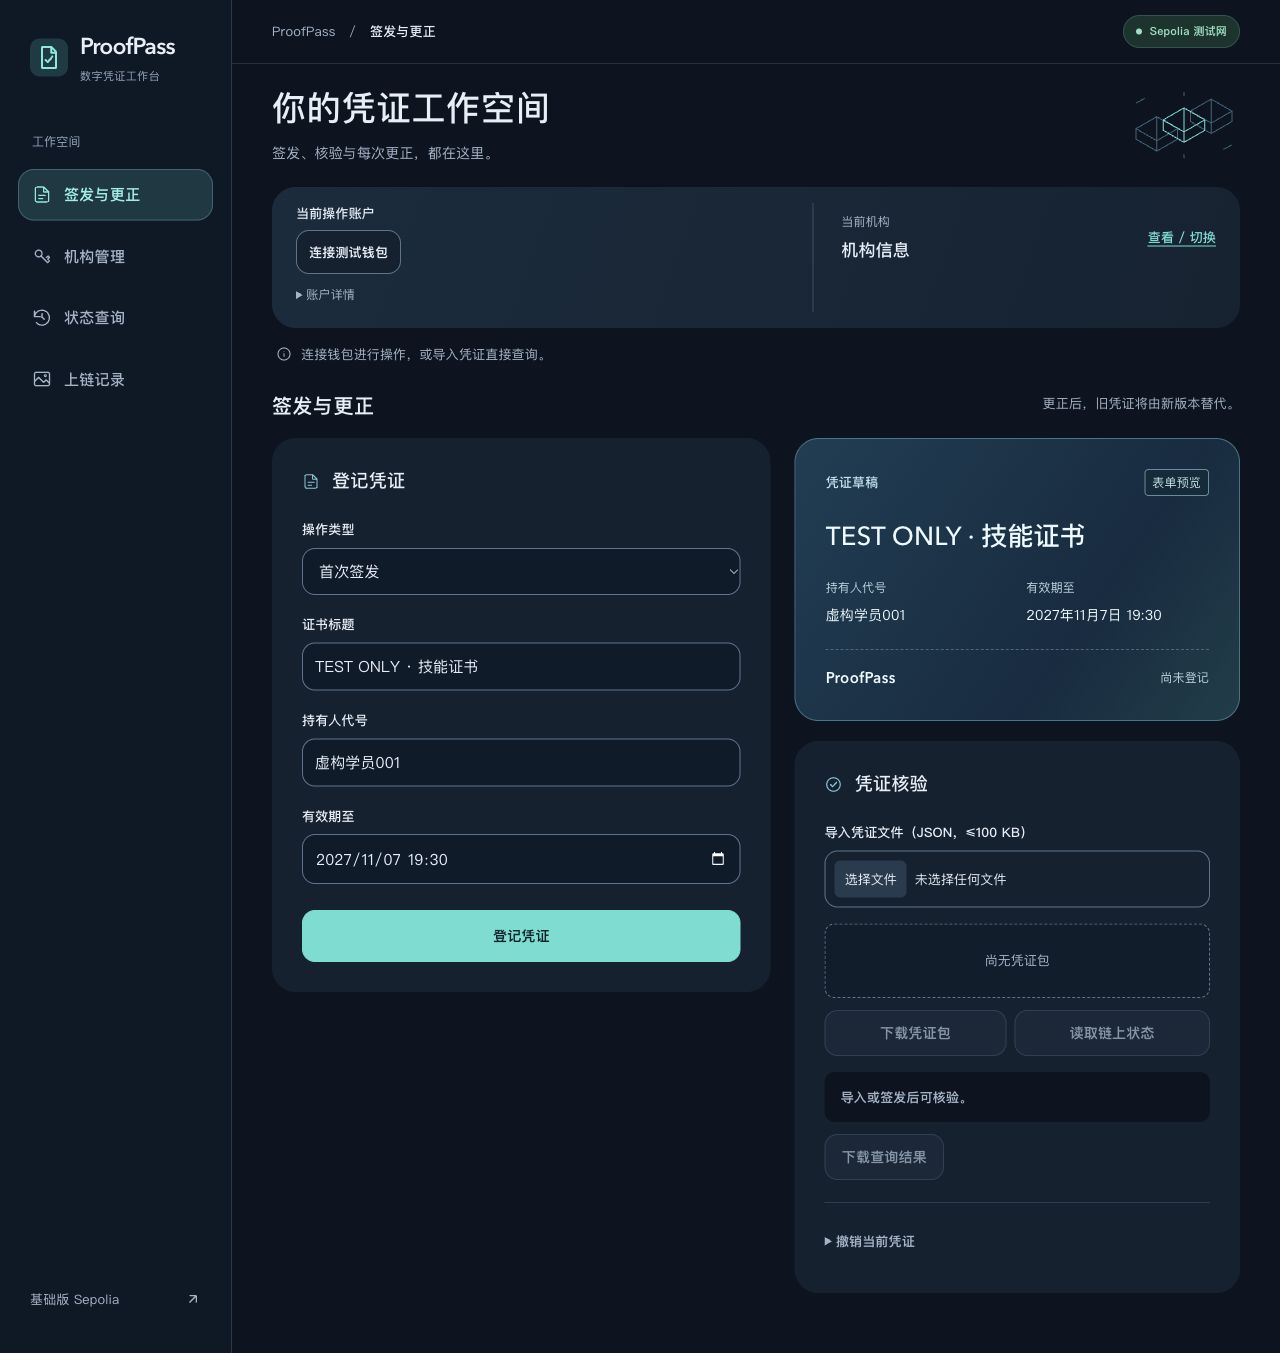 ProofPass
数字凭证工作台
工作空间
签发与更正
机构管理
状态查询
上链记录
基础版 Sepolia
ProofPass / 签发与更正
Sepolia 测试网
你的凭证工作空间
签发、核验与每次更正，都在这里。
当前操作账户
连接测试钱包
账户详情
当前机构
机构信息
查看 / 切换
连接钱包进行操作，或导入凭证直接查询。
签发与更正
更正后，旧凭证将由新版本替代。
登记凭证
操作类型
首次签发
证书标题
TEST ONLY · 技能证书
持有人代号
虚构学员001
有效期至
2027/11/07 19:30
登记凭证
凭证草稿
表单预览
TEST ONLY · 技能证书
持有人代号
有效期至
虚构学员001
2027年11月7日 19:30
ProofPass
尚未登记
凭证核验
导入凭证文件（JSON，≤100 KB）
选择文件 未选择任何文件
尚无凭证包
下载凭证包
读取链上状态
导入或签发后可核验。
下载查询结果
撤销当前凭证